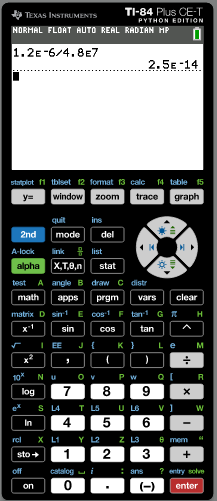 TEXAS INSTRUMENTS TI-84 Plus CE-T
PYTHON EDITION
NORMAL FLOAT AUTO REAL RADIAN MP
1.2ᴇ-6/4.8ᴇ7
2.5ᴇ-14
statplot f1 tblset f2 format f3 calc f4 table f5
y= window zoom trace graph
quit ins
2nd mode del
A-lock link θ list
alpha X,T,θ,n stat
test A angle B draw C distr
math apps prgm vars clear
matrix D sin⁻¹ E cos⁻¹ F tan⁻¹ G π H
x⁻¹ sin cos tan ^
√ I EE J { K } L e M
x² , ( ) ÷
10ˣ N u O v P w Q [ R
log 7 8 9 ×
eˣ S L4 T L5 U L6 V ] W
ln 4 5 6 −
rcl X L1 Y L2 Z L3 θ mem "
sto→ 1 2 3 +
off catalog ⎵ i : ans ? entry solve
on 0 . (−) enter